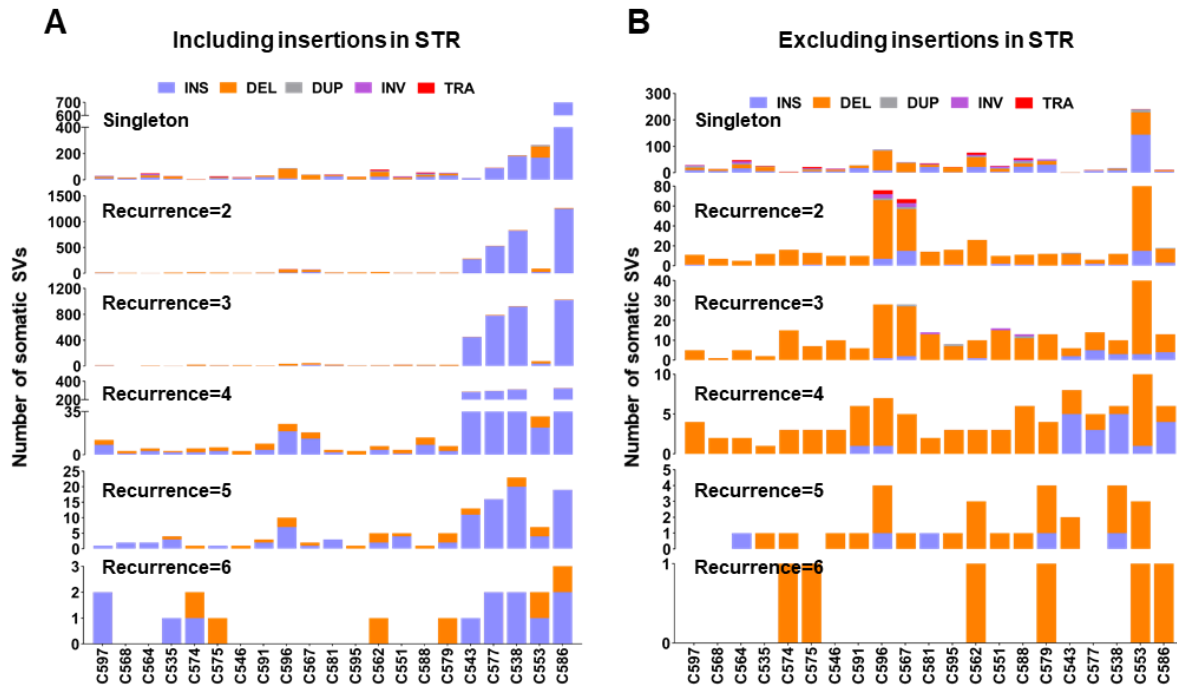 A
Including insertions in STR
INS DEL DUP INV TRA
Number of somatic SVs
Singleton
700
600
400
200
0
Recurrence=2
1500
1000
500
0
Recurrence=3
1200
800
400
0
Recurrence=4
400
200
35
0
Recurrence=5
25
20
15
10
5
0
Recurrence=6
3
2
1
0
C597 C568 C564 C535 C574 C575 C546 C591 C596 C567 C581 C595 C562 C551 C588 C579 C543 C577 C538 C553 C586
B
Excluding insertions in STR
INS DEL DUP INV TRA
Number of somatic SVs
Singleton
300
200
100
0
Recurrence=2
80
60
40
20
0
Recurrence=3
40
30
20
10
0
Recurrence=4
10
5
0
Recurrence=5
5
4
3
2
1
0
Recurrence=6
1
0
C597 C568 C564 C535 C574 C575 C546 C591 C596 C567 C581 C595 C562 C551 C588 C579 C543 C577 C538 C553 C586